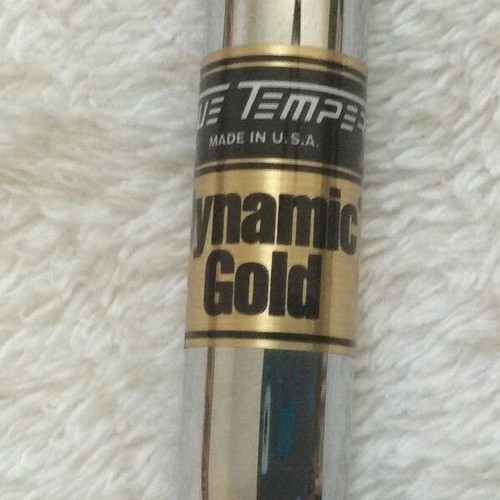 UE TEMPE
MADE IN U.S.A.
ynamic
Gold